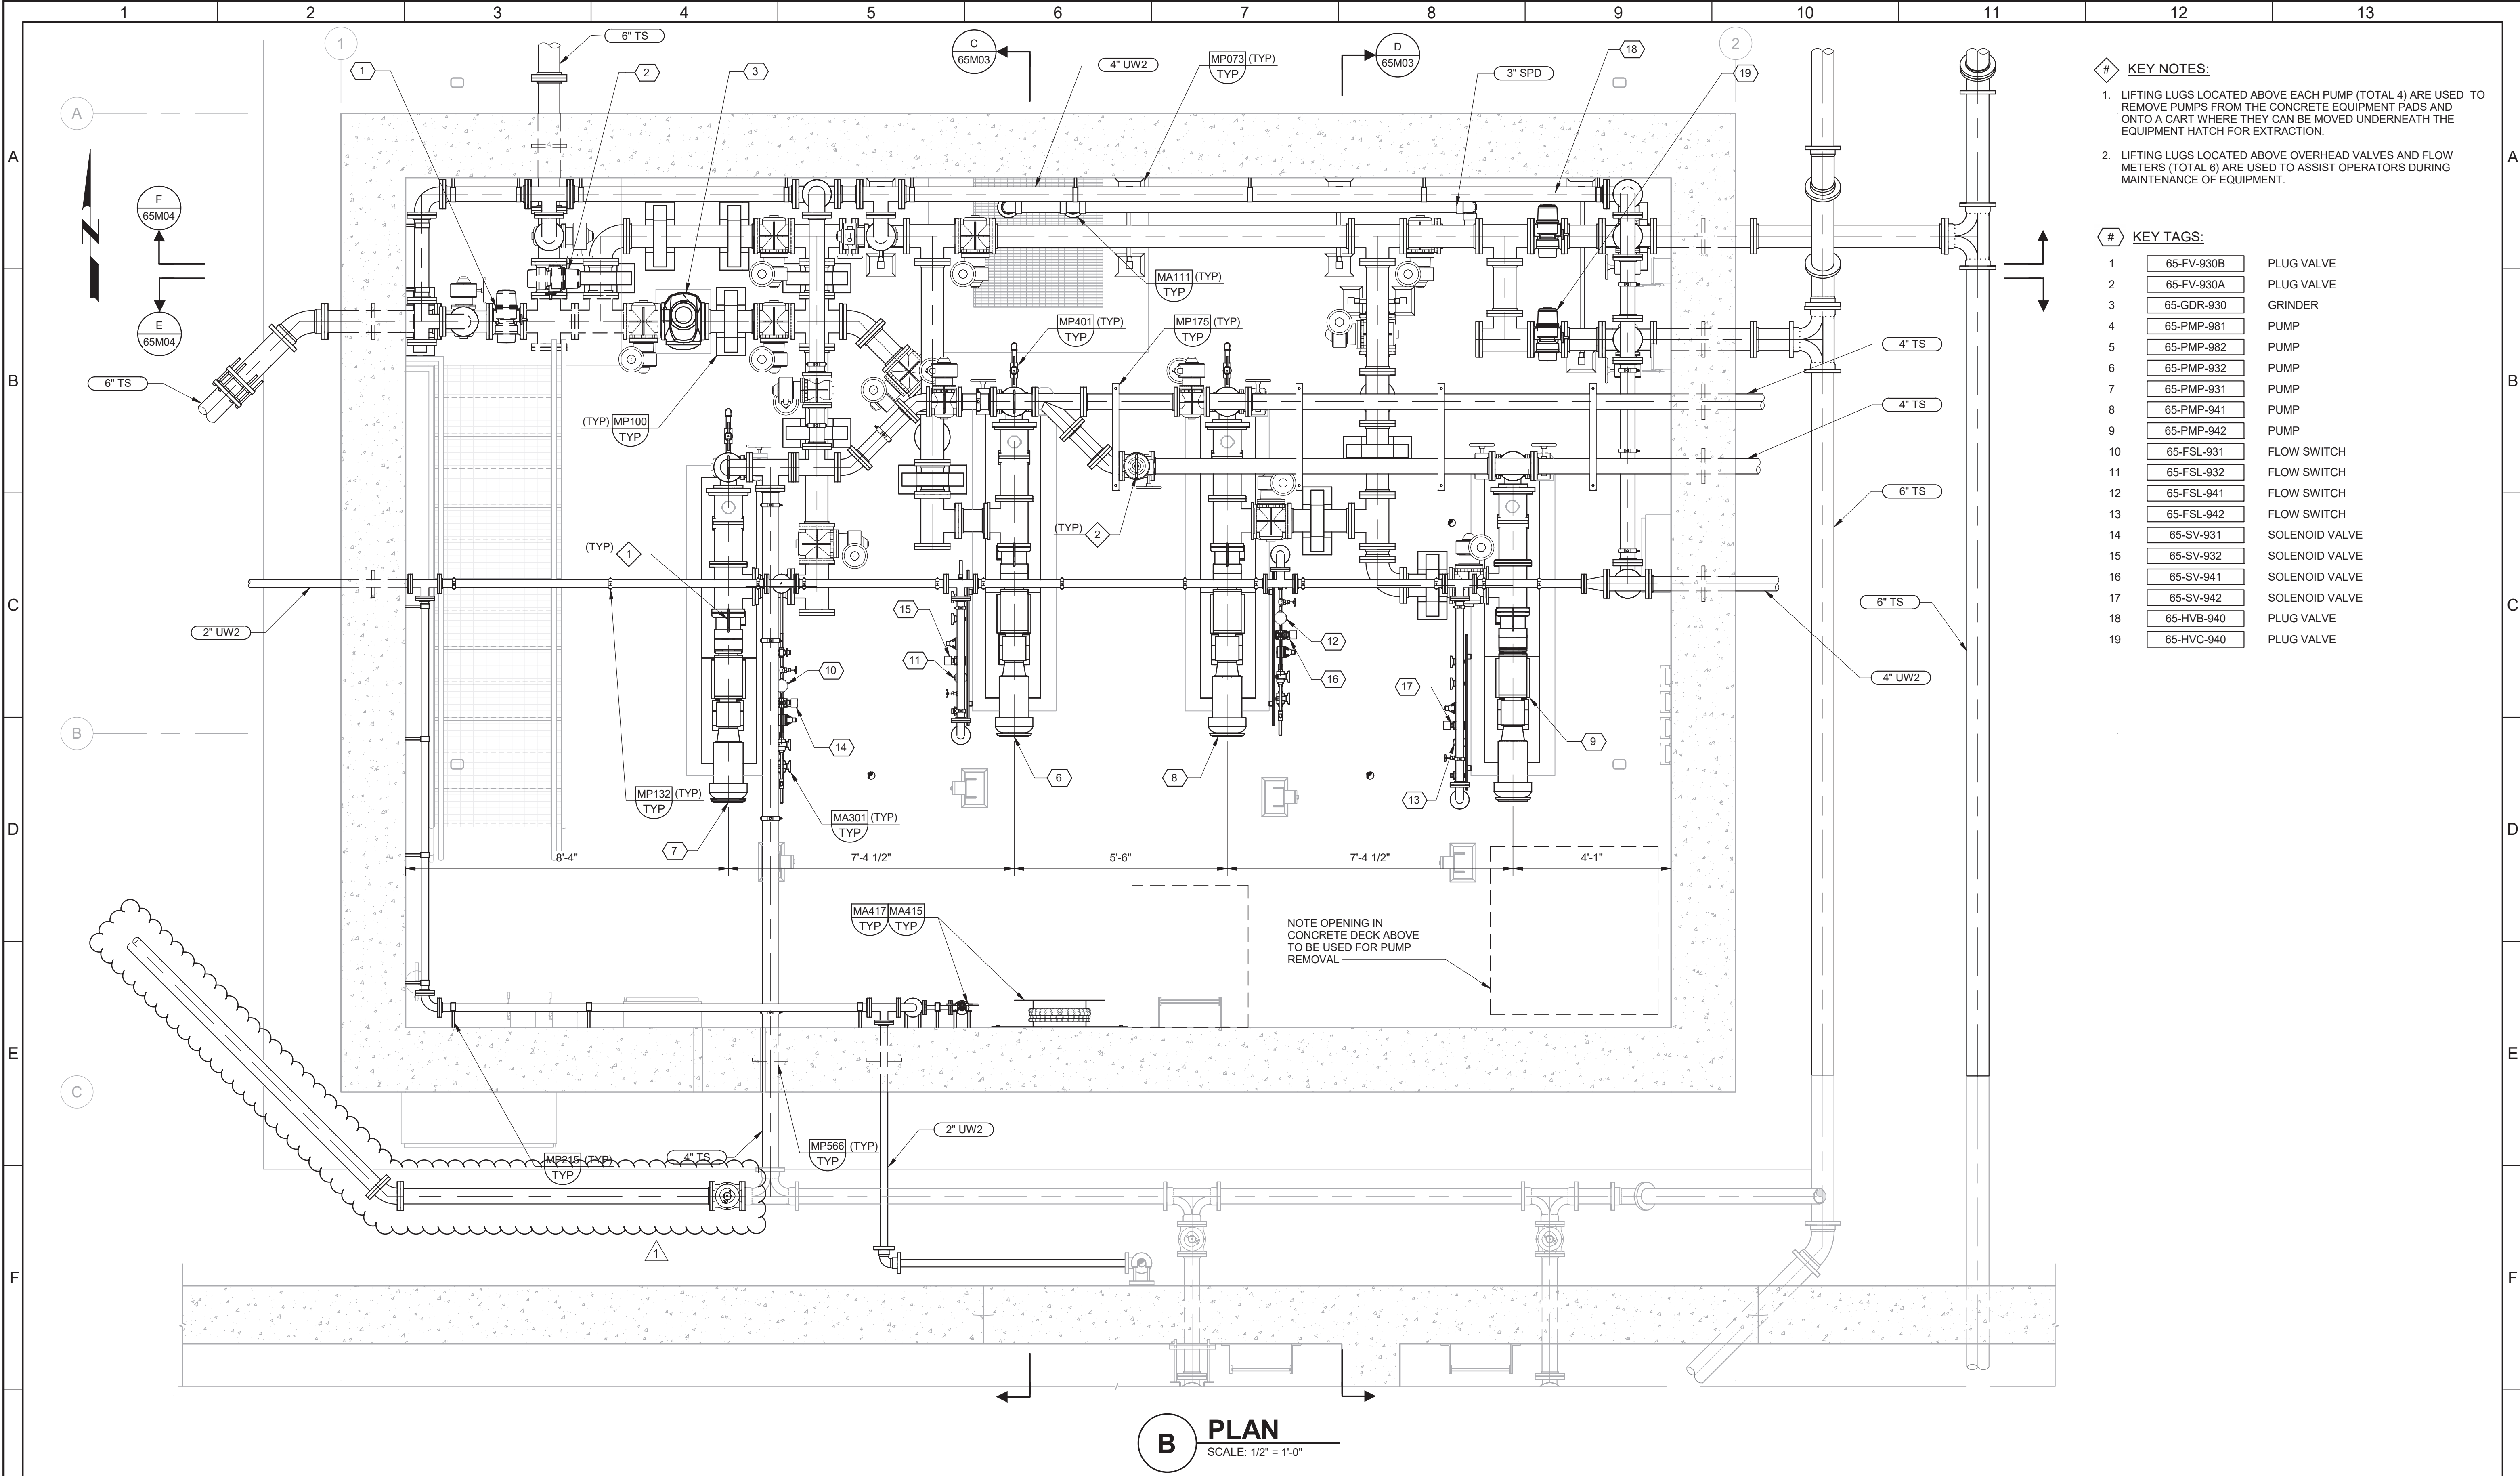 1 2 3 4 5 6 7 8 9 10 11 12 13
A
B
C
D
E
F
A
B
C
D
E
F
1
2
A
B
C
6" TS
1
2
3
C
65M03
4" UW2
MP073 (TYP)
TYP
D
65M03
3" SPD
18
19
F
65M04
E
65M04
6" TS
MA111 (TYP)
TYP
MP401 (TYP)
TYP
MP175 (TYP)
TYP
(TYP) MP100
TYP
4" TS
4" TS
6" TS
6" TS
4" UW2
(TYP) 1
(TYP) 2
2" UW2
15
11
10
14
12
16
17
13
9
6
8
7
MP132 (TYP)
TYP
MA301 (TYP)
TYP
8'-4"
7'-4 1/2"
5'-6"
7'-4 1/2"
4'-1"
MA417 MA415
TYP TYP
NOTE OPENING IN
CONCRETE DECK ABOVE
TO BE USED FOR PUMP
REMOVAL
MP215 (TYP)
TYP
4" TS
MP566 (TYP)
TYP
2" UW2
1
B
PLAN
SCALE: 1/2" = 1'-0"
# KEY NOTES:
1. LIFTING LUGS LOCATED ABOVE EACH PUMP (TOTAL 4) ARE USED TO
REMOVE PUMPS FROM THE CONCRETE EQUIPMENT PADS AND
ONTO A CART WHERE THEY CAN BE MOVED UNDERNEATH THE
EQUIPMENT HATCH FOR EXTRACTION.
2. LIFTING LUGS LOCATED ABOVE OVERHEAD VALVES AND FLOW
METERS (TOTAL 6) ARE USED TO ASSIST OPERATORS DURING
MAINTENANCE OF EQUIPMENT.
# KEY TAGS:
1 65-FV-930B PLUG VALVE
2 65-FV-930A PLUG VALVE
3 65-GDR-930 GRINDER
4 65-PMP-981 PUMP
5 65-PMP-982 PUMP
6 65-PMP-932 PUMP
7 65-PMP-931 PUMP
8 65-PMP-941 PUMP
9 65-PMP-942 PUMP
10 65-FSL-931 FLOW SWITCH
11 65-FSL-932 FLOW SWITCH
12 65-FSL-941 FLOW SWITCH
13 65-FSL-942 FLOW SWITCH
14 65-SV-931 SOLENOID VALVE
15 65-SV-932 SOLENOID VALVE
16 65-SV-941 SOLENOID VALVE
17 65-SV-942 SOLENOID VALVE
18 65-HVB-940 PLUG VALVE
19 65-HVC-940 PLUG VALVE